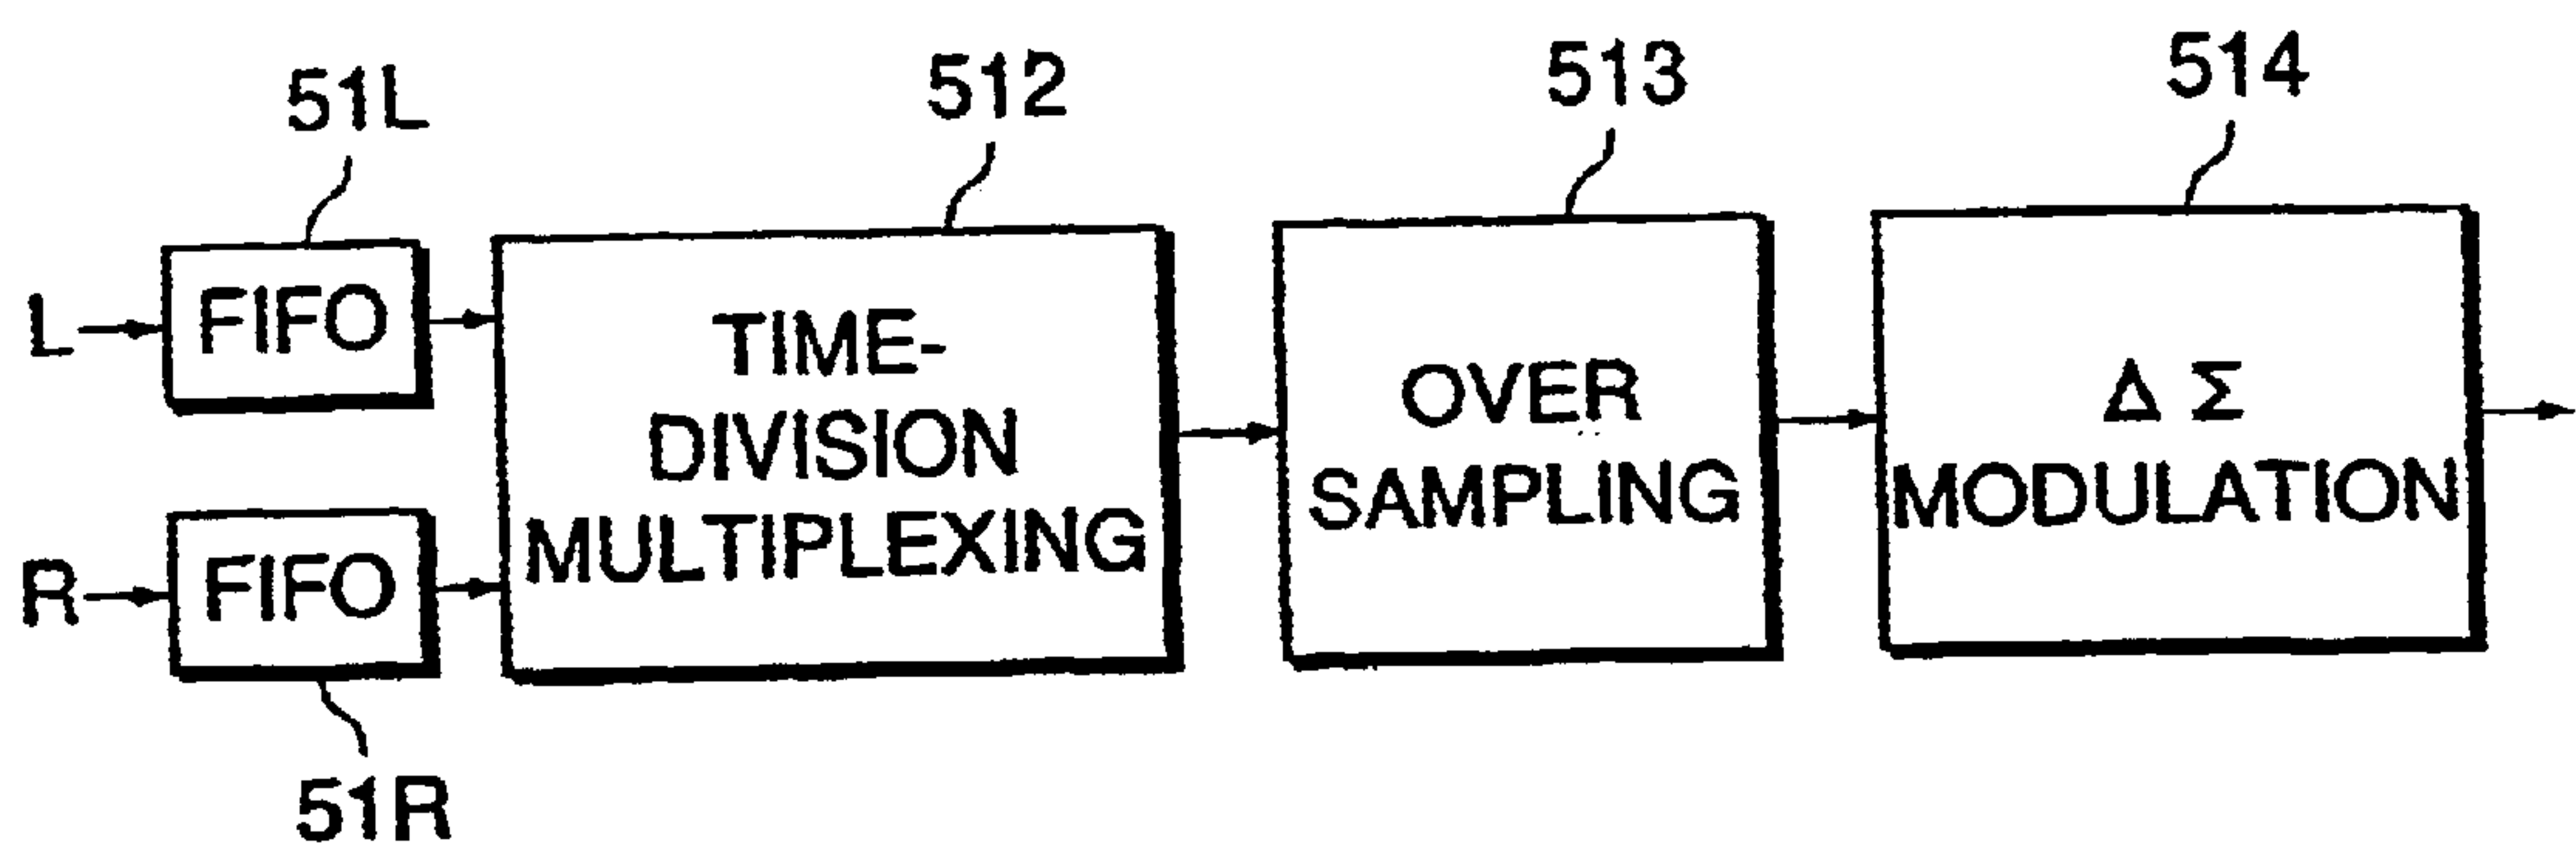 51L
512
513
514
L
FIFO
TIME-
DIVISION
MULTIPLEXING
OVER
SAMPLING
Δ Σ
MODULATION
R
FIFO
51R